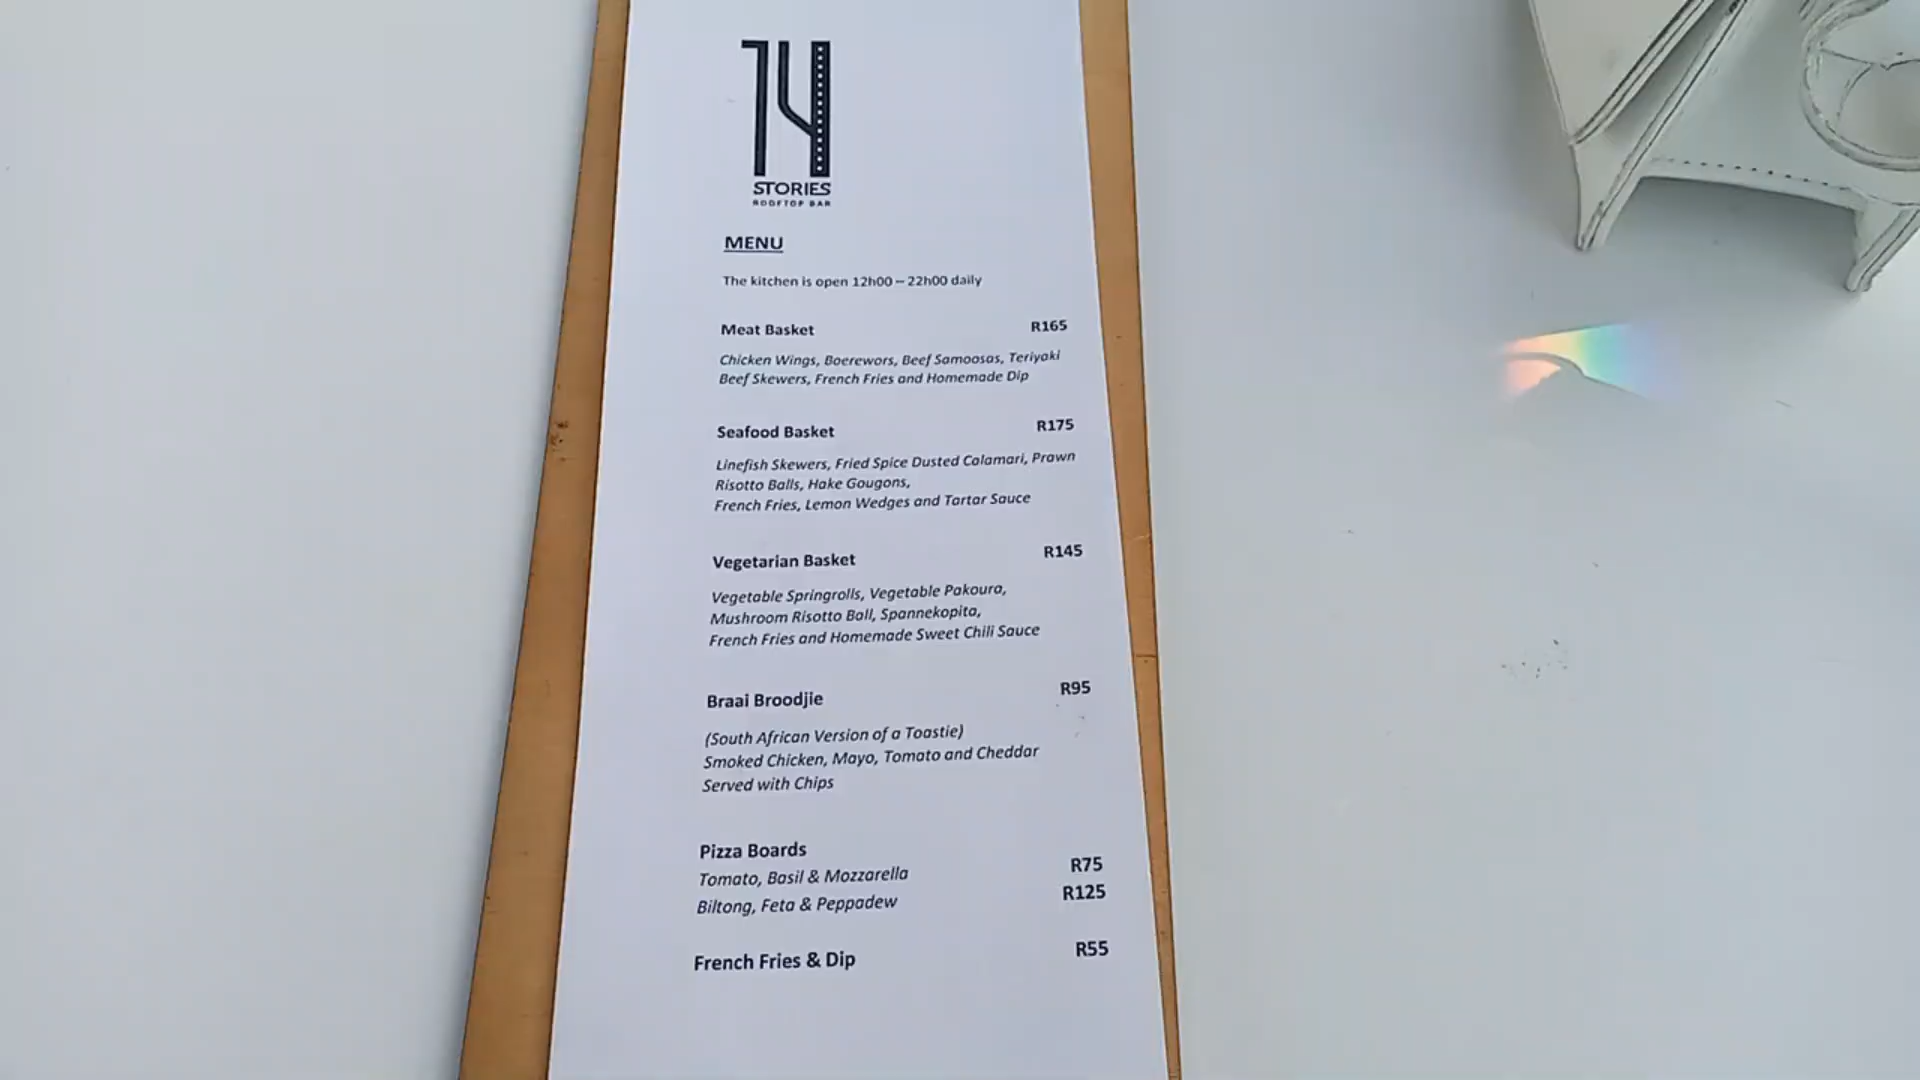 14
STORIES
ROOFTOP BAR
MENU
The kitchen is open 12h00 – 22h00 daily
Meat Basket R165
Chicken Wings, Boerewors, Beef Samoosas, Teriyaki
Beef Skewers, French Fries and Homemade Dip
Seafood Basket R175
Linefish Skewers, Fried Spice Dusted Calamari, Prawn
Risotto Balls, Hake Gougons,
French Fries, Lemon Wedges and Tartar Sauce
Vegetarian Basket R145
Vegetable Springrolls, Vegetable Pakoura,
Mushroom Risotto Ball, Spannekopita,
French Fries and Homemade Sweet Chili Sauce
Braai Broodjie R95
(South African Version of a Toastie)
Smoked Chicken, Mayo, Tomato and Cheddar
Served with Chips
Pizza Boards
Tomato, Basil & Mozzarella R75
Biltong, Feta & Peppadew R125
French Fries & Dip R55